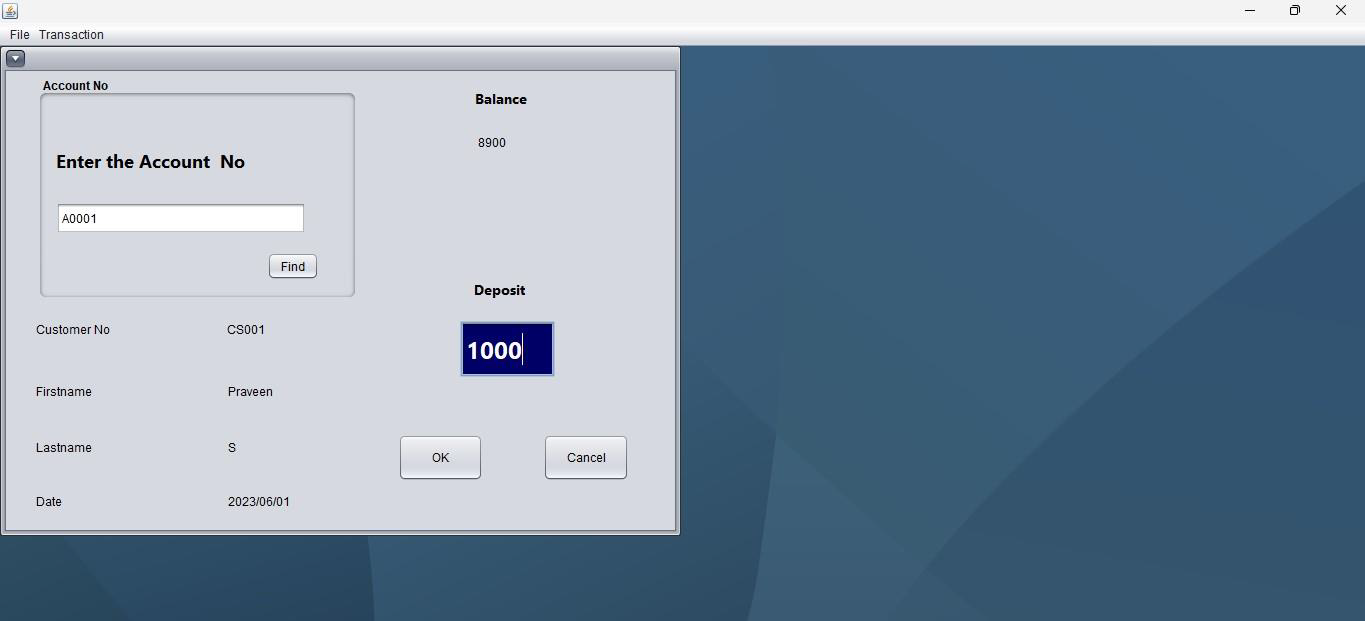 File Transaction
Account No
Enter the Account  No
A0001
Find
Balance
8900
Deposit
1000
Customer No CS001
Firstname Praveen
Lastname S
Date 2023/06/01
OK Cancel